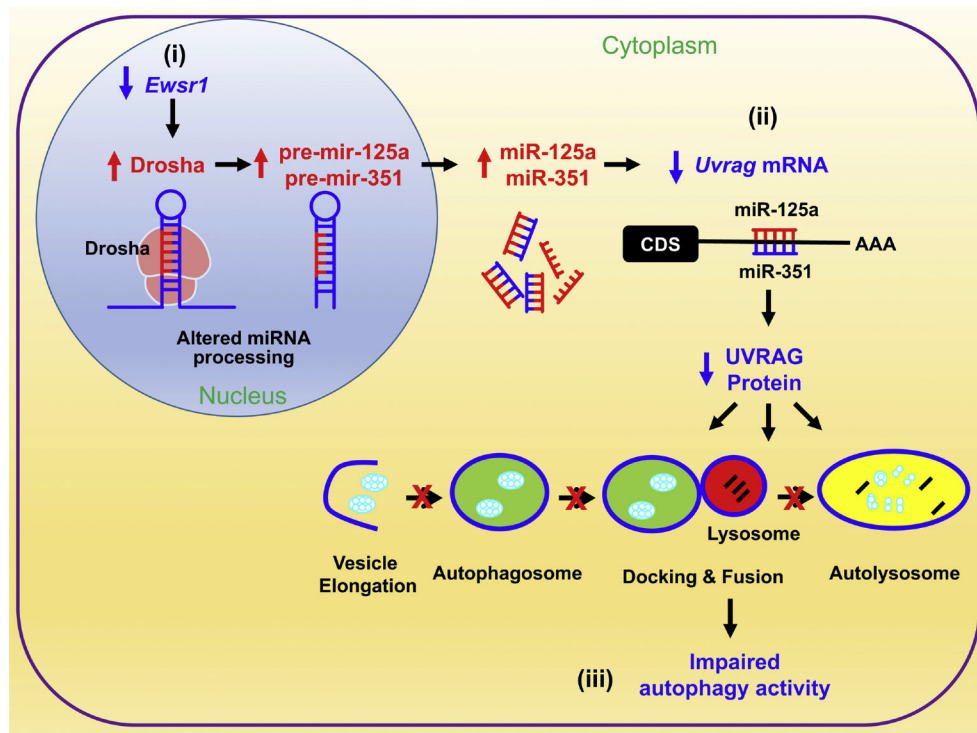 Cytoplasm
(i)
Ewsr1
Drosha
pre-mir-125a
pre-mir-351
miR-125a
miR-351
(ii)
Uvrag mRNA
Drosha
miR-125a
CDS
AAA
miR-351
Altered miRNA
processing
Nucleus
UVRAG
Protein
X
X
X
Lysosome
Vesicle
Elongation
Autophagosome
Docking & Fusion
Autolysosome
(iii)
Impaired
autophagy activity